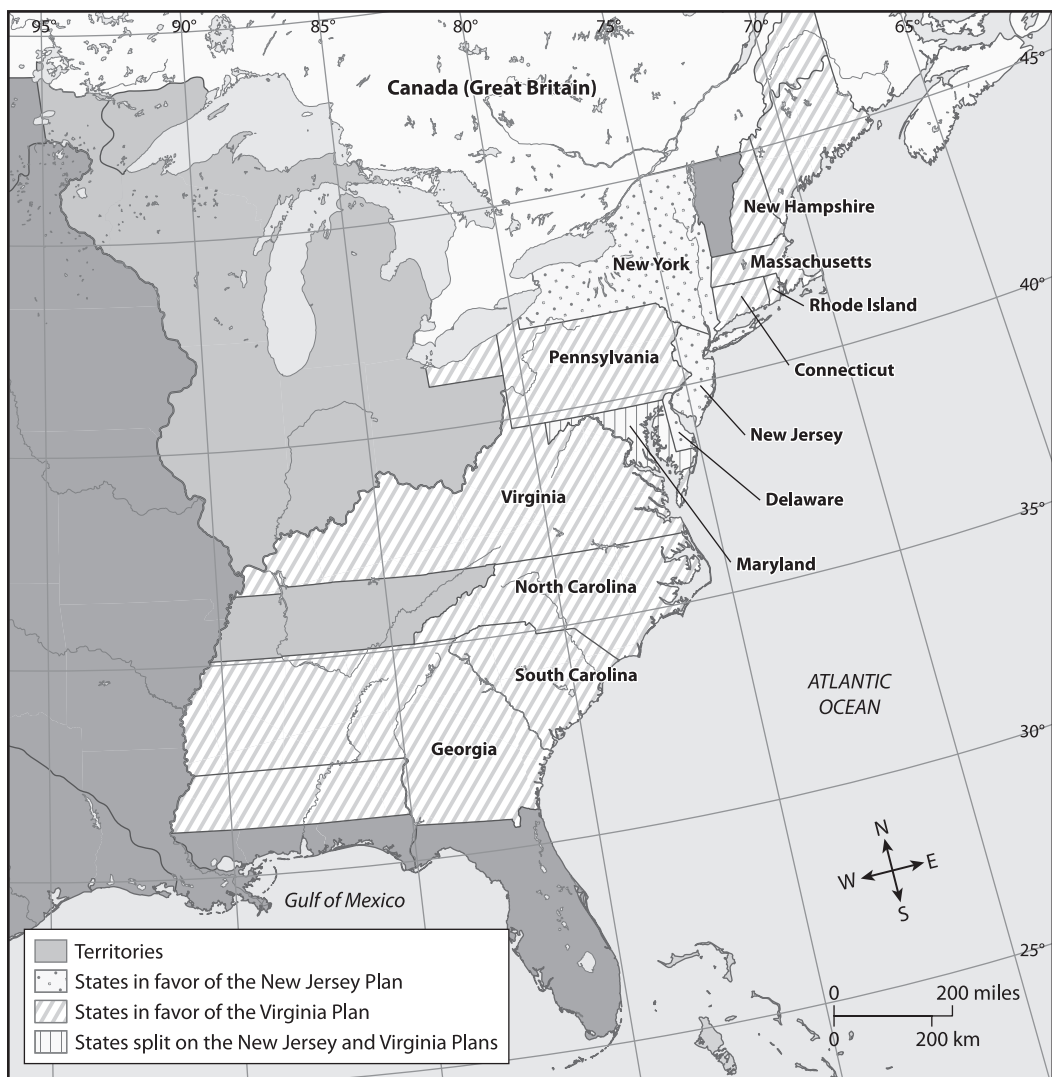 95°
90°
85°
80°
75°
70°
65°
45°
Canada (Great Britain)
New Hampshire
New York
Massachusetts
40°
Rhode Island
Pennsylvania
Connecticut
New Jersey
Virginia
Delaware
35°
Maryland
North Carolina
South Carolina
ATLANTIC
OCEAN
30°
Georgia
N
W
E
S
Gulf of Mexico
25°
Territories
States in favor of the New Jersey Plan
States in favor of the Virginia Plan
States split on the New Jersey and Virginia Plans
0 200 miles
0 200 km